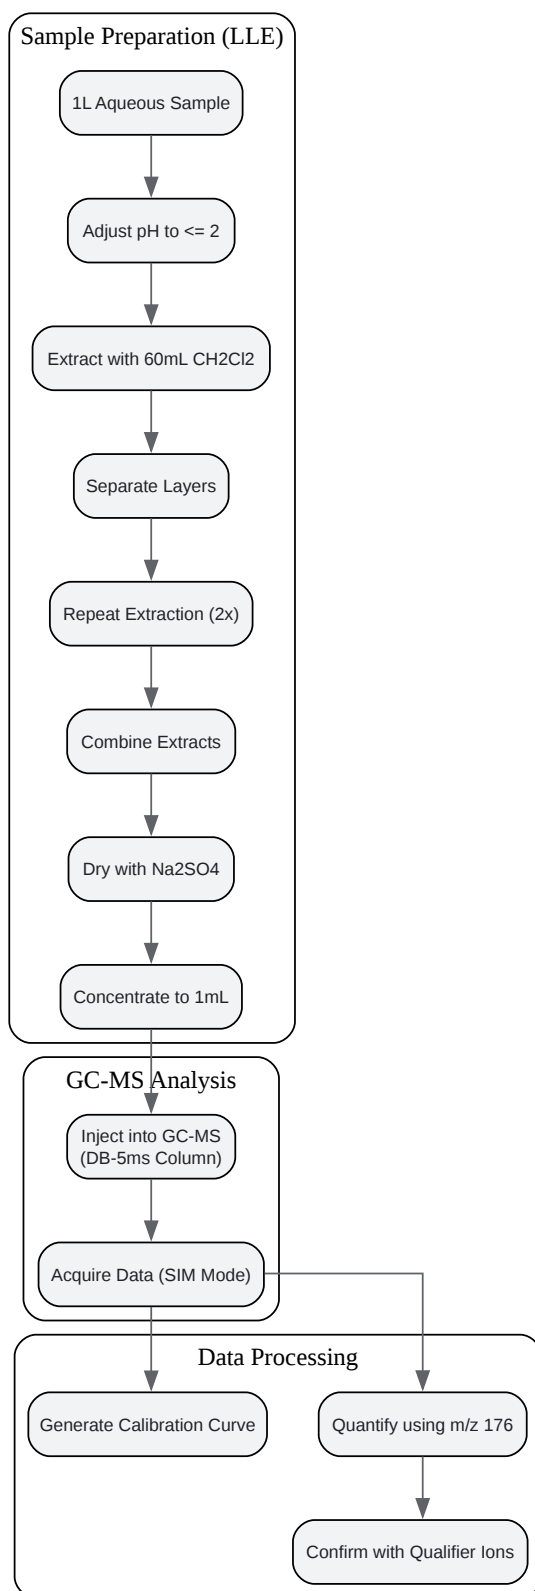 Sample Preparation (LLE)
1L Aqueous Sample
Adjust pH to <= 2
Extract with 60mL CH2Cl2
Separate Layers
Repeat Extraction (2x)
Combine Extracts
Dry with Na2SO4
Concentrate to 1mL
GC-MS Analysis
Inject into GC-MS
(DB-5ms Column)
Acquire Data (SIM Mode)
Data Processing
Generate Calibration Curve
Quantify using m/z 176
Confirm with Qualifier Ions